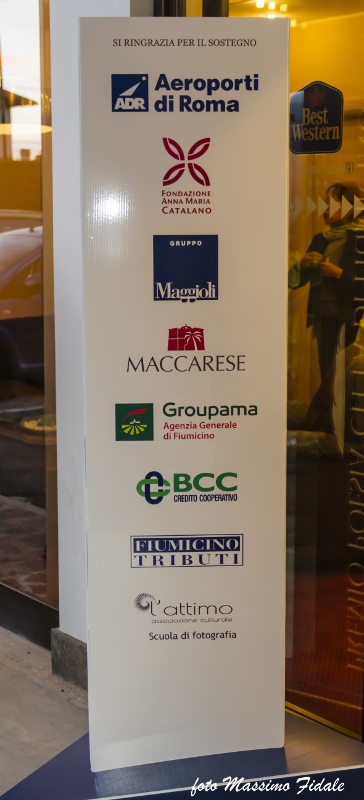 SI RINGRAZIA PER IL SOSTEGNO
ADR
Aeroporti
di Roma
FONDAZIONE
ANNA MARIA
CATALANO
GRUPPO
Maggioli
MACCARESE
Groupama
Agenzia Generale
di Fiumicino
BCC
CREDITO COOPERATIVO
FIUMICINO
TRIBUTI
l'attimo
associazione culturale
Scuola di fotografia
Best
Western
foto Massimo Fidale